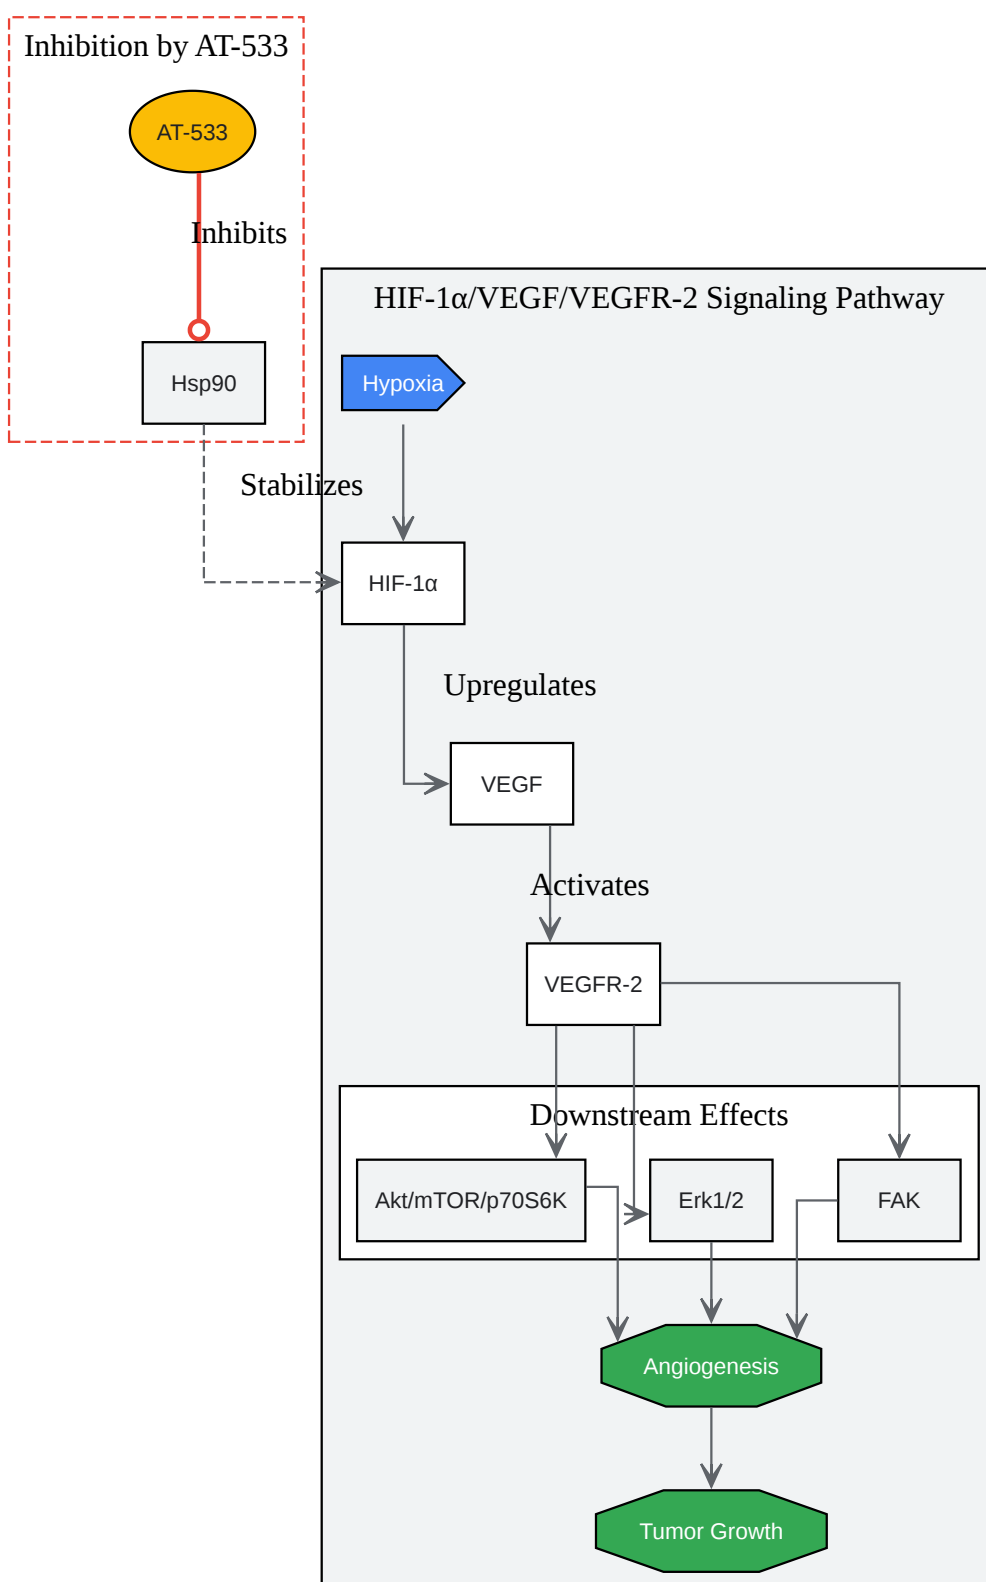 Inhibition by AT-533
AT-533
Inhibits
Hsp90
HIF-1α/VEGF/VEGFR-2 Signaling Pathway
Hypoxia
Stabilizes
HIF-1α
Upregulates
VEGF
Activates
VEGFR-2
Downstream Effects
Akt/mTOR/p70S6K
Erk1/2
FAK
Angiogenesis
Tumor Growth